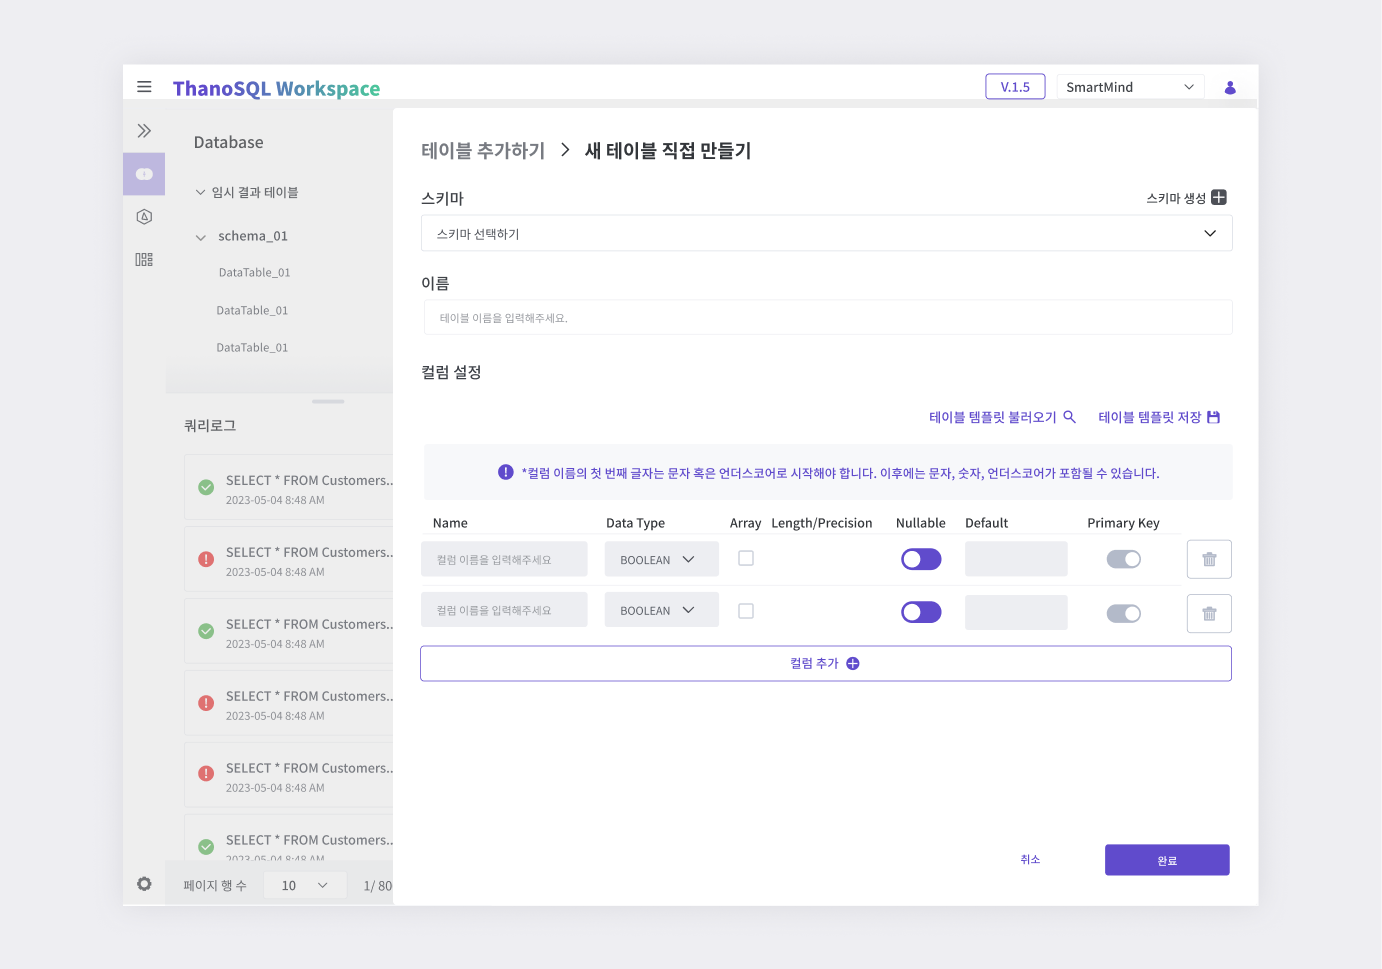 ThanoSQL Workspace
V.1.5
SmartMind
Database
임시 결과 테이블
schema_01
DataTable_01
DataTable_01
DataTable_01
쿼리로그
SELECT * FROM Customers..
2023-05-04 8:48 AM
SELECT * FROM Customers..
2023-05-04 8:48 AM
SELECT * FROM Customers..
2023-05-04 8:48 AM
SELECT * FROM Customers..
2023-05-04 8:48 AM
SELECT * FROM Customers..
2023-05-04 8:48 AM
SELECT * FROM Customers..
2023-05-04 8:48 AM
페이지 행 수
10
1/ 80
테이블 추가하기 > 새 테이블 직접 만들기
스키마
스키마 생성
스키마 선택하기
이름
테이블 이름을 입력해주세요.
컬럼 설정
테이블 템플릿 불러오기
테이블 템플릿 저장
*컬럼 이름의 첫 번째 글자는 문자 혹은 언더스코어로 시작해야 합니다. 이후에는 문자, 숫자, 언더스코어가 포함될 수 있습니다.
Name Data Type Array Length/Precision Nullable Default Primary Key
컬럼 이름을 입력해주세요 BOOLEAN
컬럼 이름을 입력해주세요 BOOLEAN
컬럼 추가
취소
완료